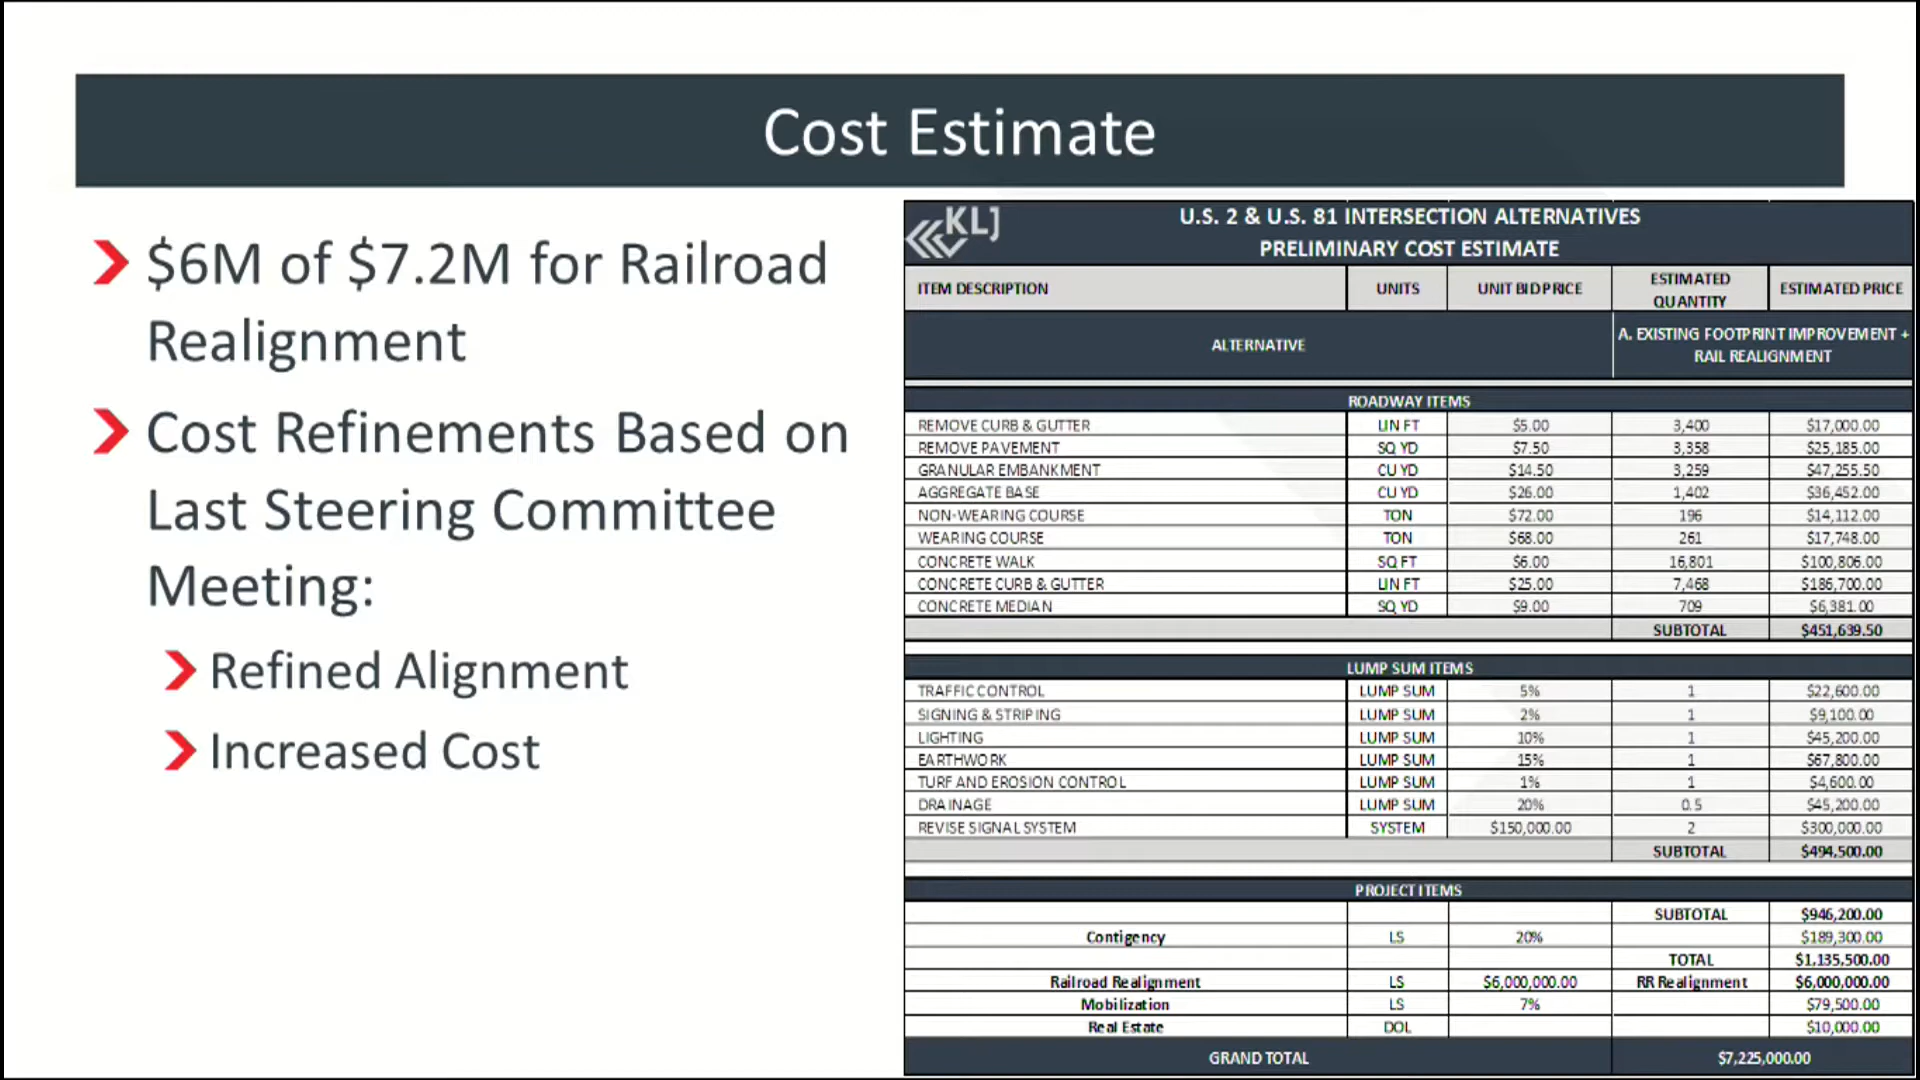 Cost Estimate
$6M of $7.2M for Railroad
Realignment
Cost Refinements Based on
Last Steering Committee
Meeting:
Refined Alignment
Increased Cost
KLJ
U.S. 2 & U.S. 81 INTERSECTION ALTERNATIVES
PRELIMINARY COST ESTIMATE
ITEM DESCRIPTION UNITS UNIT BID PRICE ESTIMATED QUANTITY ESTIMATED PRICE
ALTERNATIVE A. EXISTING FOOTPRINT IMPROVEMENT +
RAIL REALIGNMENT
ROADWAY ITEMS
REMOVE CURB & GUTTER LIN FT $5.00 3,400 $17,000.00
REMOVE PAVEMENT SQ YD $7.50 3,358 $25,185.00
GRANULAR EMBANKMENT CU YD $14.50 3,259 $47,255.50
AGGREGATE BASE CU YD $26.00 1,402 $36,452.00
NON-WEARING COURSE TON $72.00 196 $14,112.00
WEARING COURSE TON $68.00 261 $17,748.00
CONCRETE WALK SQ FT $6.00 16,801 $100,806.00
CONCRETE CURB & GUTTER LIN FT $25.00 7,468 $186,700.00
CONCRETE MEDIAN SQ YD $9.00 709 $6,381.00
SUBTOTAL $451,639.50
LUMP SUM ITEMS
TRAFFIC CONTROL LUMP SUM 5% 1 $22,600.00
SIGNING & STRIPING LUMP SUM 2% 1 $9,100.00
LIGHTING LUMP SUM 10% 1 $45,200.00
EARTHWORK LUMP SUM 15% 1 $67,800.00
TURF AND EROSION CONTROL LUMP SUM 1% 1 $4,600.00
DRAINAGE LUMP SUM 20% 0.5 $45,200.00
REVISE SIGNAL SYSTEM SYSTEM $150,000.00 2 $300,000.00
SUBTOTAL $494,500.00
PROJECT ITEMS
SUBTOTAL $946,200.00
Contigency LS 20% $189,300.00
TOTAL $1,135,500.00
Railroad Realignment LS $6,000,000.00 RR Realignment $6,000,000.00
Mobilization LS 7% $79,500.00
Real Estate DOL $10,000.00
GRAND TOTAL $7,225,000.00